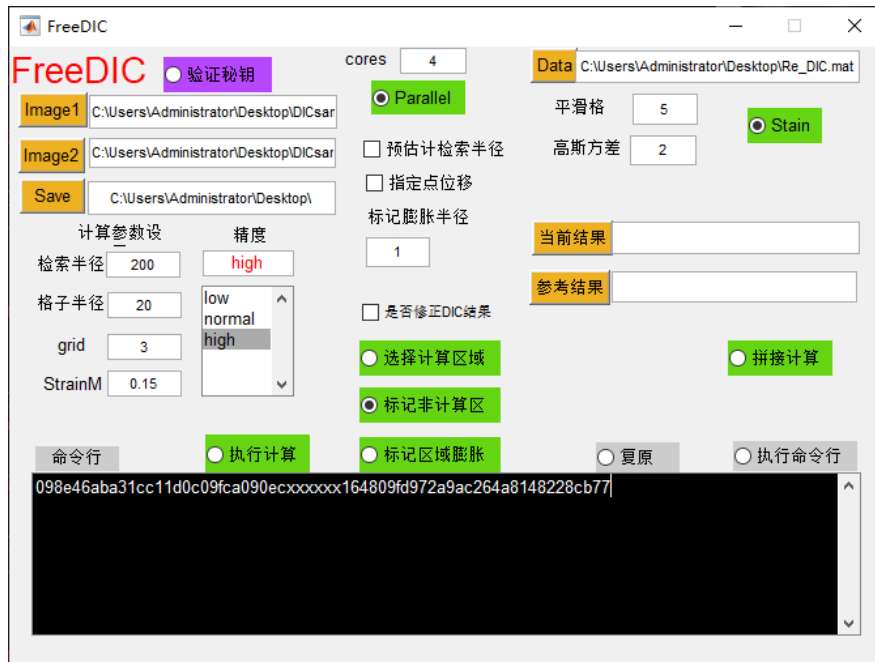 FreeDIC
FreeDIC
验证秘钥
cores 4
Data C:\Users\Administrator\Desktop\Re_DIC.mat
Image1 C:\Users\Administrator\Desktop\DICsar
Parallel
平滑格 5
Stain
Image2 C:\Users\Administrator\Desktop\DICsar
预估计检索半径
高斯方差 2
Save C:\Users\Administrator\Desktop\
指定点位移
标记膨胀半径
计算参数设
精度
当前结果
检索半径 200
high
1
参考结果
格子半径 20
low
normal
high
是否修正DIC结果
grid 3
选择计算区域
拼接计算
StrainM 0.15
标记非计算区
命令行
执行计算
标记区域膨胀
复原
执行命令行
098e46aba31cc11d0c09fca090ecxxxxxx164809fd972a9ac264a8148228cb77